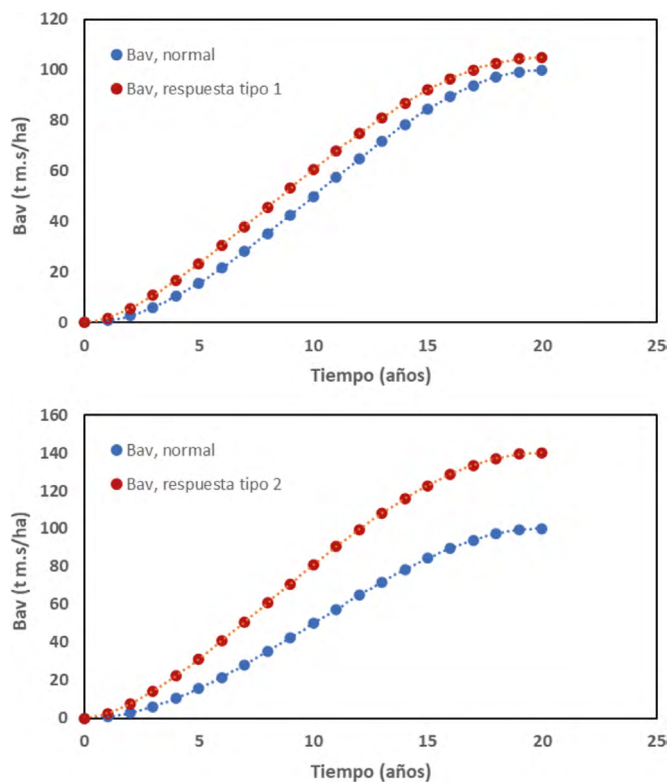 120
100
80
60
40
20
0
Bav (t m.s/ha)
Bav, normal
Bav, respuesta tipo 1
0 5 10 15 20 25
Tiempo (años)
160
140
120
100
80
60
40
20
0
Bav (t m.s/ha)
Bav, normal
Bav, respuesta tipo 2
0 5 10 15 20 25
Tiempo (años)